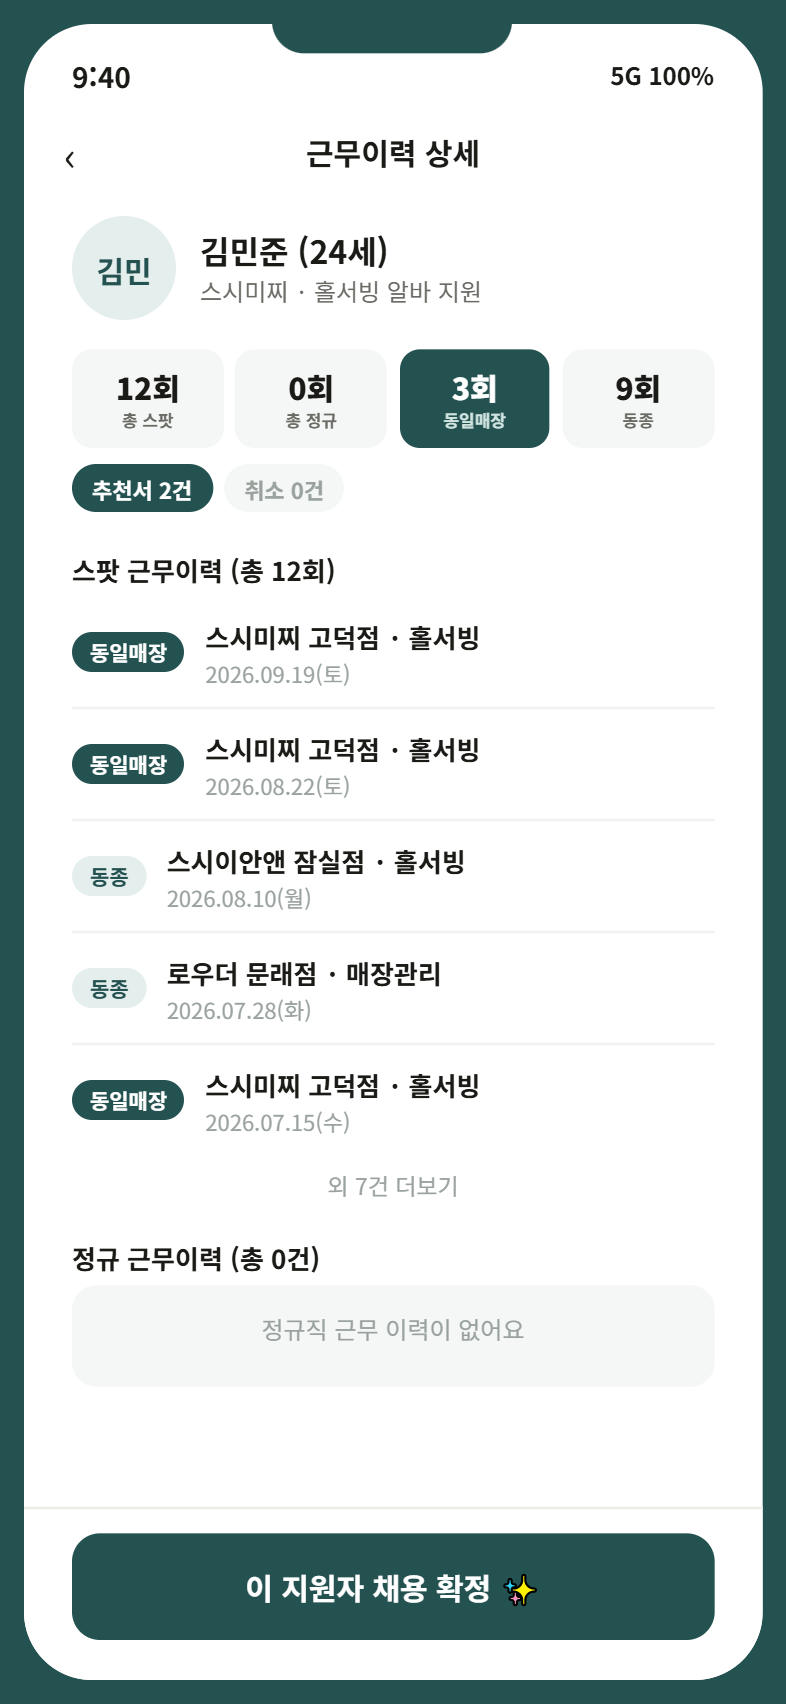 9:40
5G 100%
‹
근무이력 상세
김민
김민준 (24세)
스시미찌 · 홀서빙 알바 지원
12회
총 스팟
0회
총 정규
3회
동일매장
9회
동종
추천서 2건
취소 0건
스팟 근무이력 (총 12회)
동일매장
스시미찌 고덕점 · 홀서빙
2026.09.19(토)
동일매장
스시미찌 고덕점 · 홀서빙
2026.08.22(토)
동종
스시이안앤 잠실점 · 홀서빙
2026.08.10(월)
동종
로우더 문래점 · 매장관리
2026.07.28(화)
동일매장
스시미찌 고덕점 · 홀서빙
2026.07.15(수)
외 7건 더보기
정규 근무이력 (총 0건)
정규직 근무 이력이 없어요
이 지원자 채용 확정 ✨